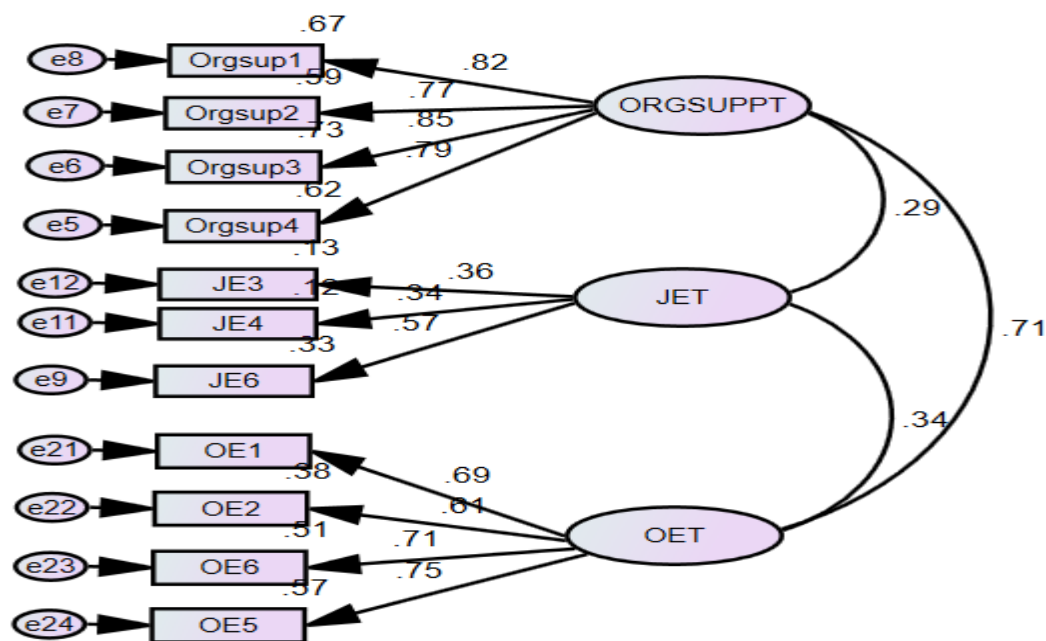 .67
e8 Orgsup1 .82
.59
e7 Orgsup2 .77 ORGSUPPT
.73 .85
e6 Orgsup3 .79
.62 .29
e5 Orgsup4
.13
e12 JE3 .36 JET
.12 .34
e11 JE4 .57 .71
.33
e9 JE6
.34
e21 OE1
.38 .69
e22 OE2 .61
.51 .71 OET
e23 OE6 .75
.57
e24 OE5